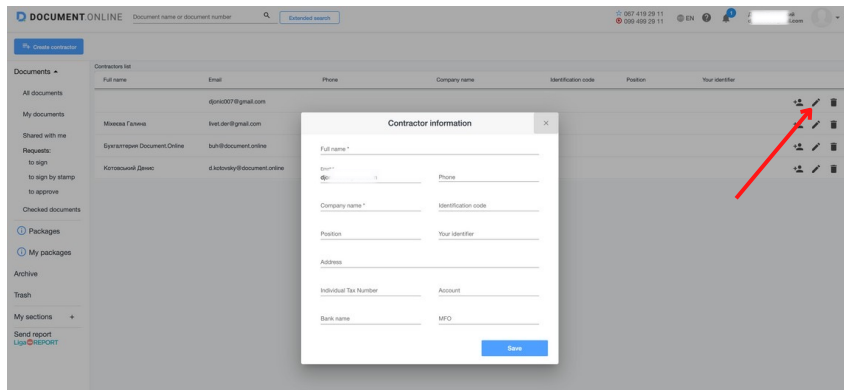 DOCUMENT.ONLINE
Document name or document number
Extended search
067 419 29 11
099 499 29 11
EN
Create contractor
Documents
All documents
My documents
Shared with me
Requests:
to sign
to sign by stamp
to approve
Checked documents
Packages
My packages
Archive
Trash
My sections +
Send report
Liga REPORT
Contractors list
Full name Email Phone Company name Identification code Position Your identifier
djonic007@gmail.com
Міхеєва Галина livet.der@gmail.com
Бухгалтерия Document.Online buh@document.online
Котовський Денис d.kotovsky@document.online
Contractor information
×
Full name *
Phone
Company name *
Identification code
Position
Your identifier
Address
Individual Tax Number
Account
Bank name
MFO
Save